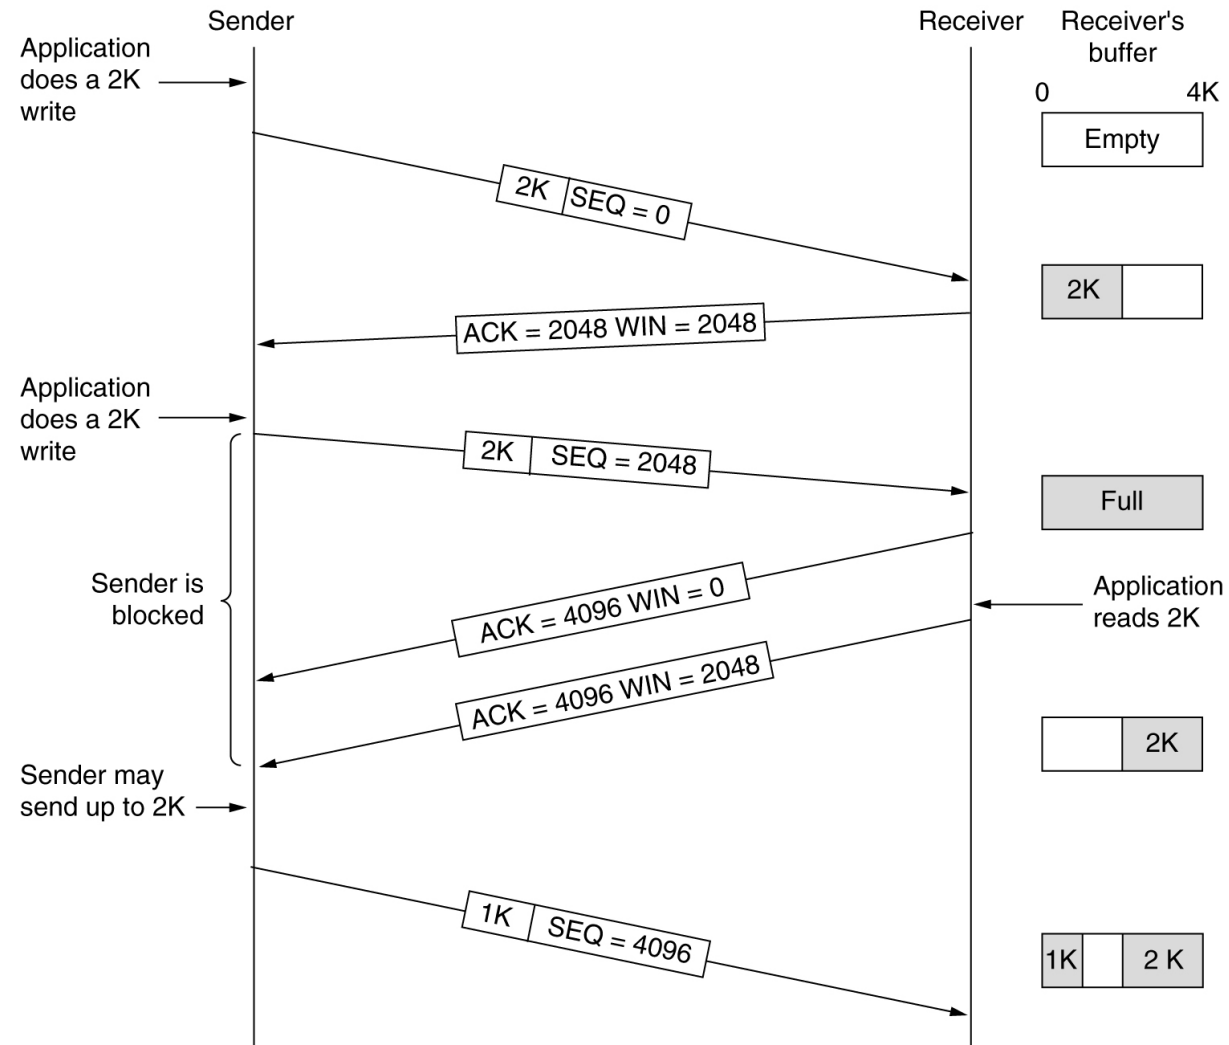 Sender
Receiver
Receiver's
buffer
Application
does a 2K
write
0
4K
Empty
2K
SEQ = 0
2K
ACK = 2048 WIN = 2048
Application
does a 2K
write
2K
SEQ = 2048
Full
Sender is
blocked
ACK = 4096 WIN = 0
Application
reads 2K
ACK = 4096 WIN = 2048
2K
Sender may
send up to 2K
1K
SEQ = 4096
1K
2 K